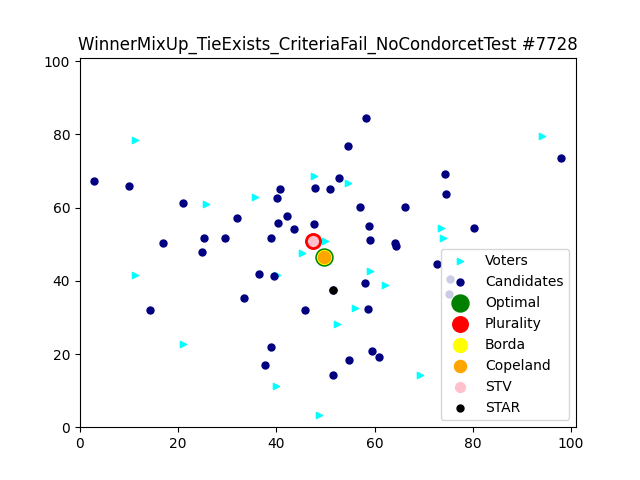 WinnerMixUp_TieExists_CriteriaFail_NoCondorcetTest #7728
100
80
60
40
20
0
0 20 40 60 80 100
Voters
Candidates
Optimal
Plurality
Borda
Copeland
STV
STAR